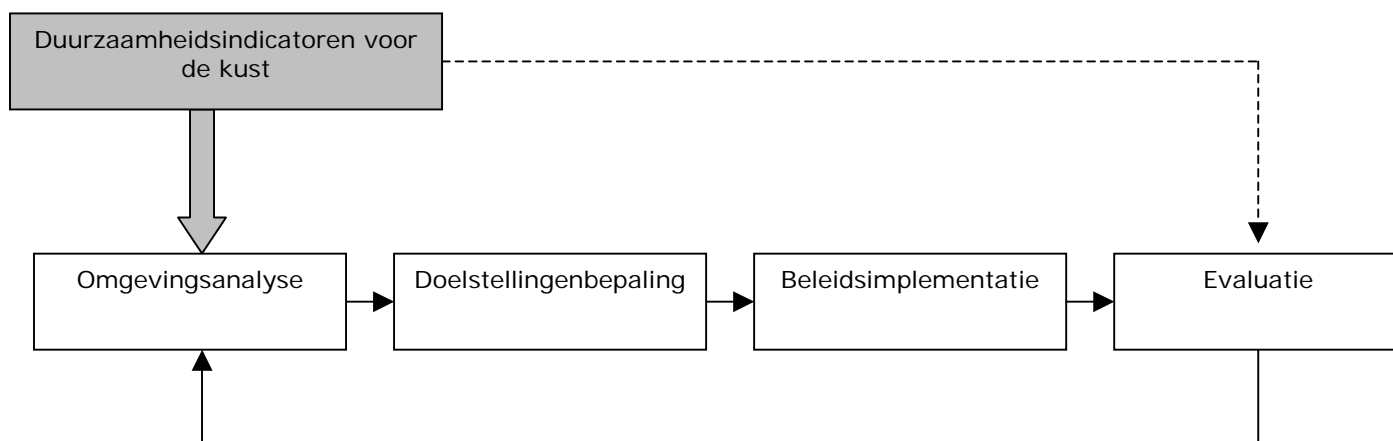 Duurzaamheidsindicatoren voor
de kust
Omgevingsanalyse
Doelstellingenbepaling
Beleidsimplementatie
Evaluatie